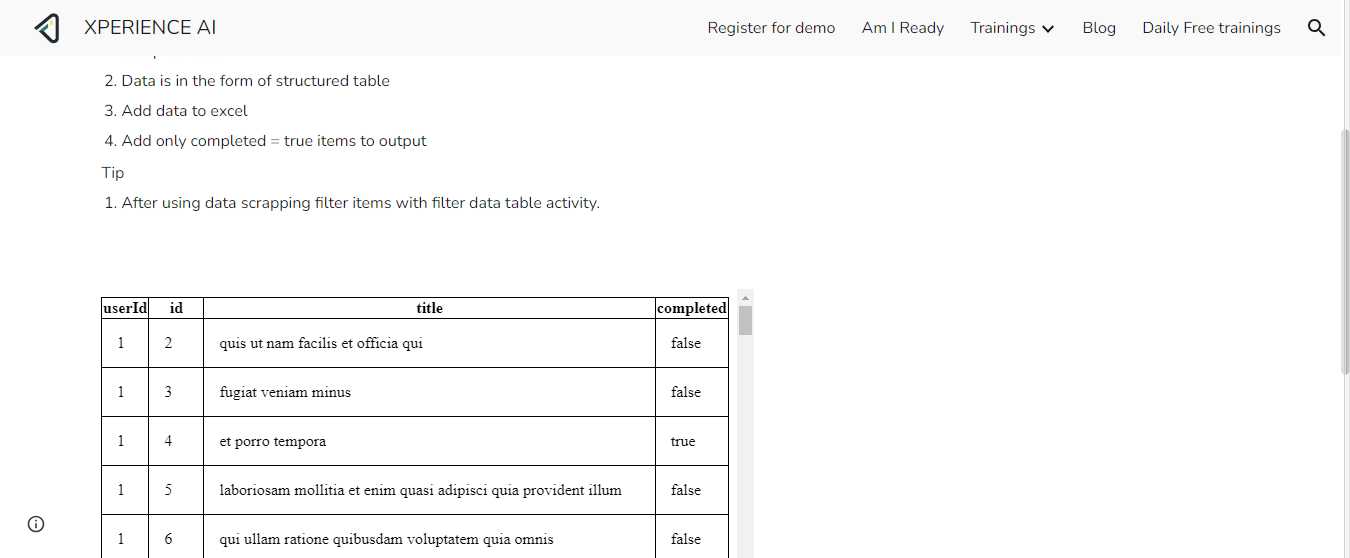 XPERIENCE AI
Register for demo
Am I Ready
Trainings
Blog
Daily Free trainings
2. Data is in the form of structured table
3. Add data to excel
4. Add only completed = true items to output
Tip
1. After using data scrapping filter items with filter data table activity.
userId id title completed
1 2 quis ut nam facilis et officia qui false
1 3 fugiat veniam minus false
1 4 et porro tempora true
1 5 laboriosam mollitia et enim quasi adipisci quia provident illum false
1 6 qui ullam ratione quibusdam voluptatem quia omnis false